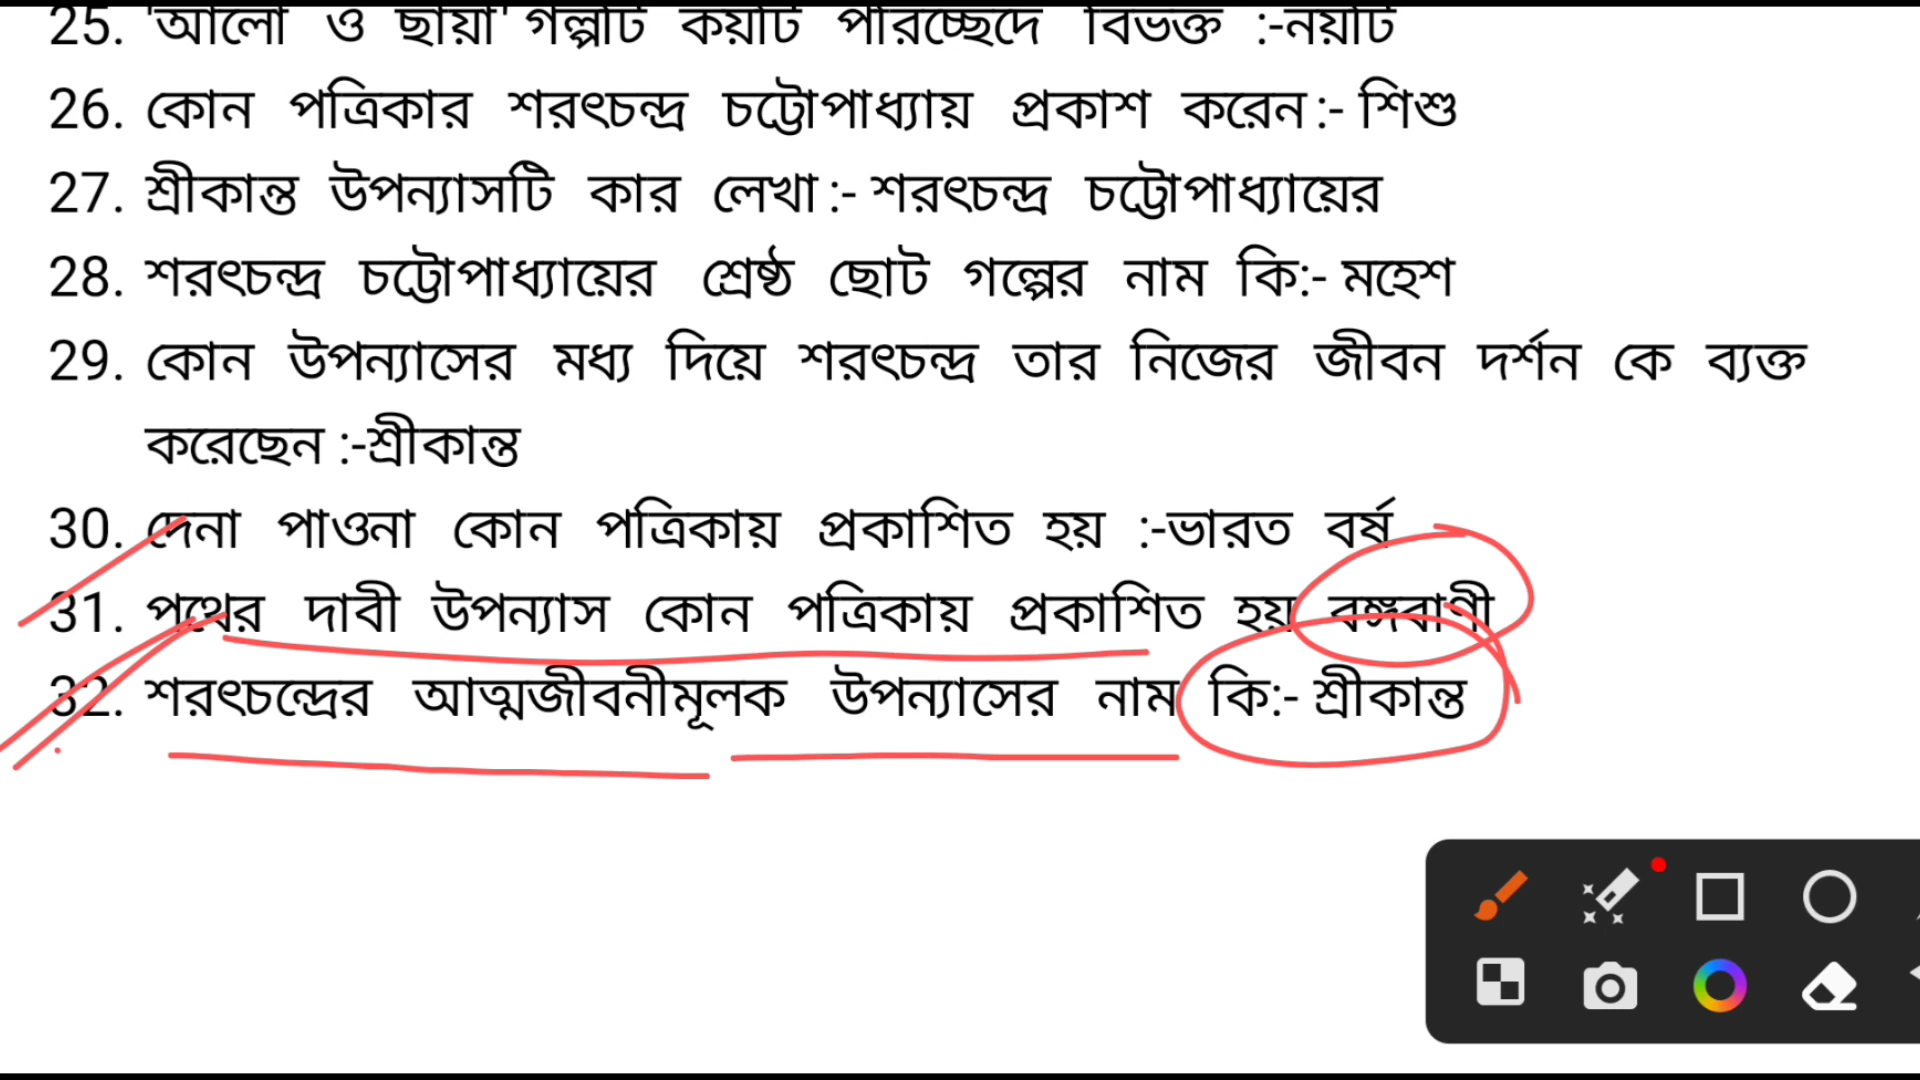 25. 'আলো ও ছায়া' গল্পটি কয়টি পরিচ্ছেদে বিভক্ত :-নয়টি
26. কোন পত্রিকার শরৎচন্দ্র চট্টোপাধ্যায় প্রকাশ করেন:- শিশু
27. শ্রীকান্ত উপন্যাসটি কার লেখা:- শরৎচন্দ্র চট্টোপাধ্যায়ের
28. শরৎচন্দ্র চট্টোপাধ্যায়ের শ্রেষ্ঠ ছোট গল্পের নাম কি:- মহেশ
29. কোন উপন্যাসের মধ্য দিয়ে শরৎচন্দ্র তার নিজের জীবন দর্শন কে ব্যক্ত
করেছেন :-শ্রীকান্ত
30. দেনা পাওনা কোন পত্রিকায় প্রকাশিত হয় :-ভারত বর্ষ
31. পথের দাবী উপন্যাস কোন পত্রিকায় প্রকাশিত হয় বঙ্গবাণী
32. শরৎচন্দ্রের আত্মজীবনীমূলক উপন্যাসের নাম কি:- শ্রীকান্ত